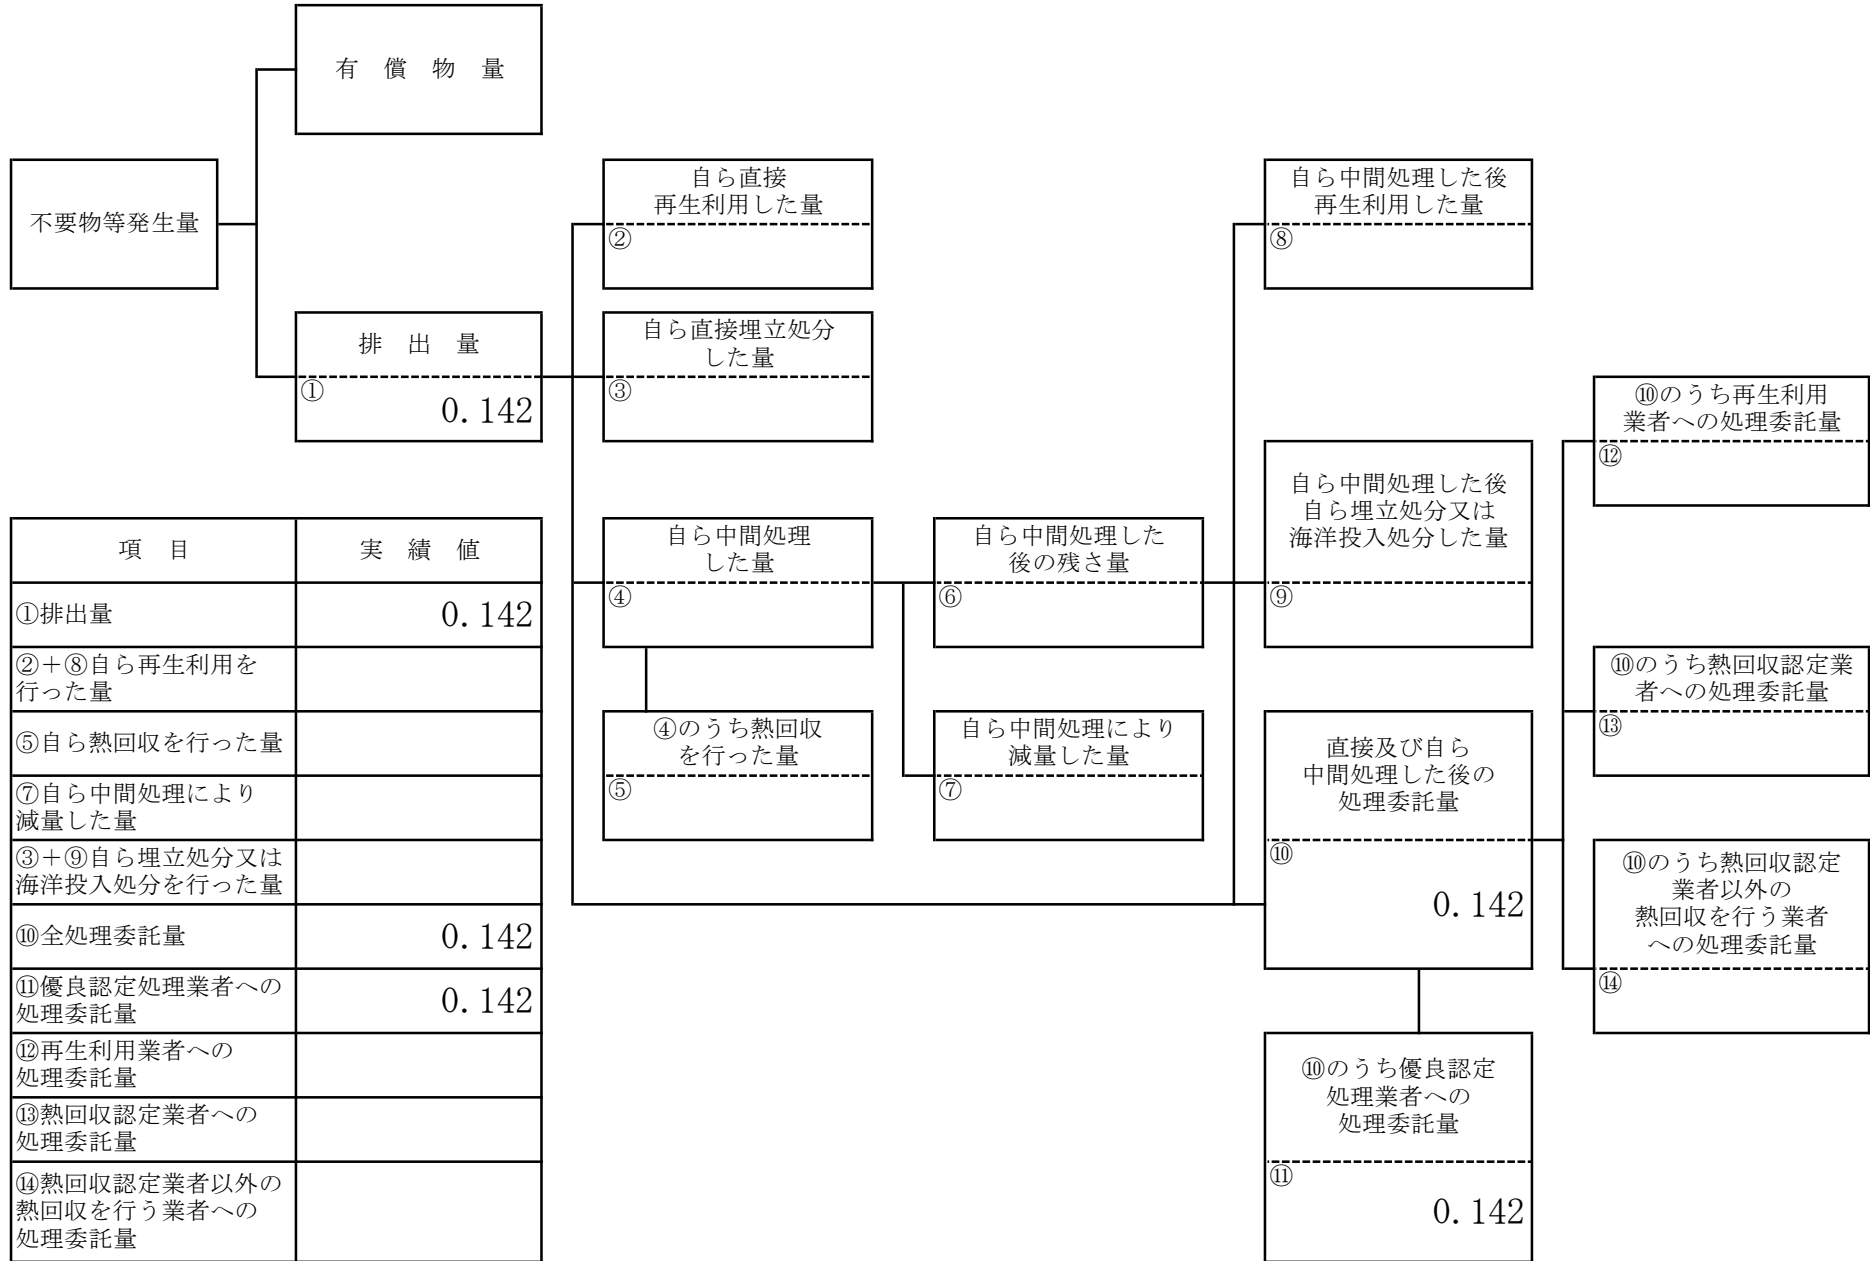 有 償 物 量
不要物等発生量
排 出 量
①
0.142
自ら直接
再生利用した量
②
自ら直接埋立処分
した量
③
自ら中間処理
した量
④
④のうち熱回収
を行った量
⑤
自ら中間処理した
後の残さ量
⑥
自ら中間処理により
減量した量
⑦
自ら中間処理した後
再生利用した量
⑧
自ら中間処理した後
自ら埋立処分又は
海洋投入処分した量
⑨
直接及び自ら
中間処理した後の
処理委託量
⑩
0.142
⑩のうち優良認定
処理業者への
処理委託量
⑪
0.142
⑩のうち再生利用
業者への処理委託量
⑫
⑩のうち熱回収認定業
者への処理委託量
⑬
⑩のうち熱回収認定
業者以外の
熱回収を行う業者
への処理委託量
⑭
項 目 実 績 値
①排出量 0.142
②+⑧自ら再生利用を
行った量
⑤自ら熱回収を行った量
⑦自ら中間処理により
減量した量
③+⑨自ら埋立処分又は
海洋投入処分を行った量
⑩全処理委託量 0.142
⑪優良認定処理業者への
処理委託量 0.142
⑫再生利用業者への
処理委託量
⑬熱回収認定業者への
処理委託量
⑭熱回収認定業者以外の
熱回収を行う業者への
処理委託量